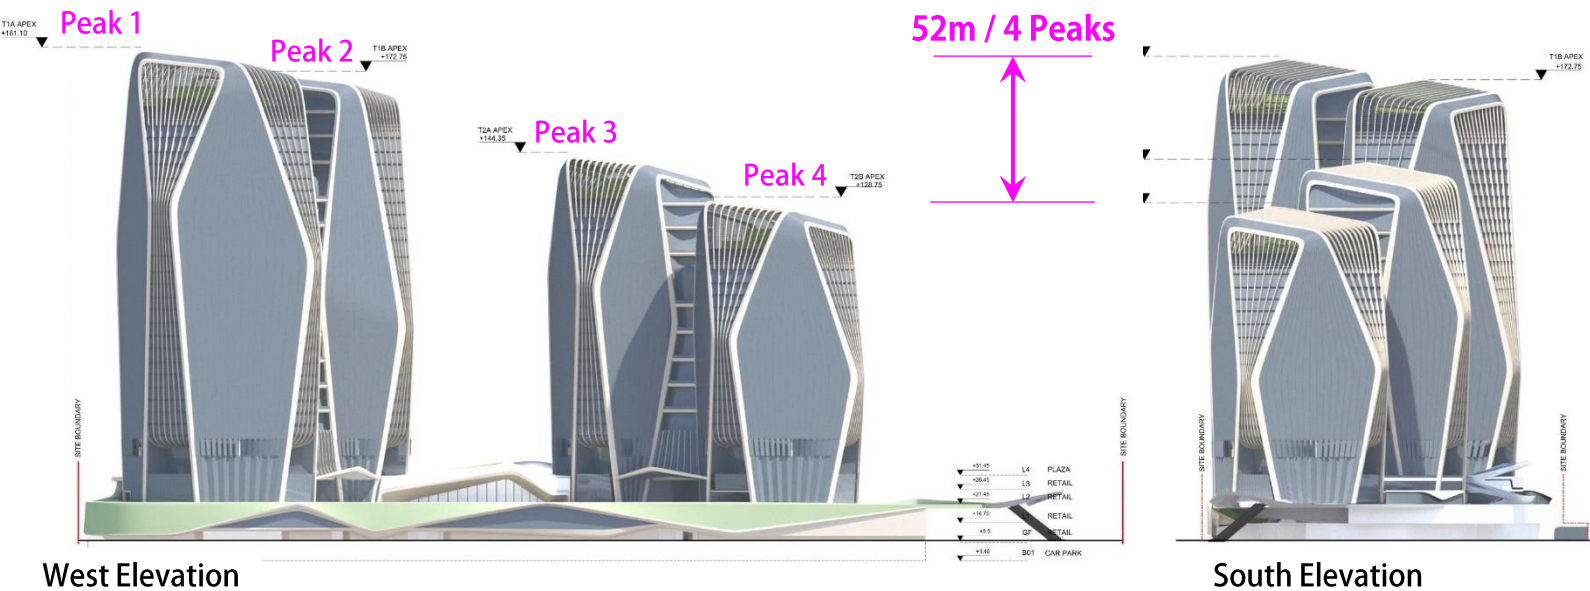 T1A APEX
+161.10
Peak 1
Peak 2
T1B APEX
+172.75
T2A APEX
+144.35
Peak 3
Peak 4
T2B APEX
+128.75
52m / 4 Peaks
T1B APEX
+172.75
SITE BOUNDARY
SITE BOUNDARY
SITE BOUNDARY
SITE BOUNDARY
+31.45 L4 PLAZA
+26.45 L3 RETAIL
+21.45 L2 RETAIL
+14.70 RETAIL
+5.5 GF RETAIL
+1.40 B01 CAR PARK
West Elevation
South Elevation